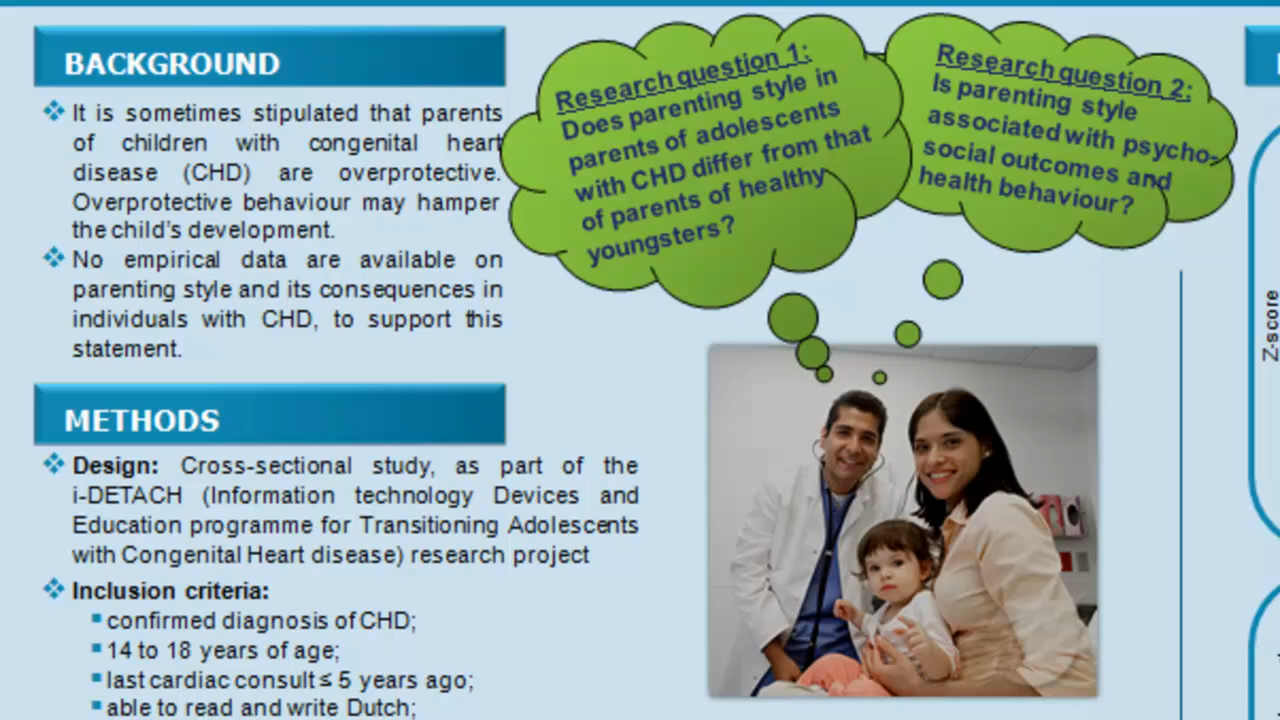 BACKGROUND
It is sometimes stipulated that parents
of children with congenital heart
disease (CHD) are overprotective.
Overprotective behaviour may hamper
the child's development.
No empirical data are available on
parenting style and its consequences in
individuals with CHD, to support this
statement.
Research question 1:
Does parenting style in
parents of adolescents
with CHD differ from that
of parents of healthy
youngsters?
Research question 2:
Is parenting style
associated with psycho-
social outcomes and
health behaviour?
METHODS
Design: Cross-sectional study, as part of the
i-DETACH (Information technology Devices and
Education programme for Transitioning Adolescents
with Congenital Heart disease) research project
Inclusion criteria:
confirmed diagnosis of CHD;
14 to 18 years of age;
last cardiac consult ≤ 5 years ago;
able to read and write Dutch;
Z-score